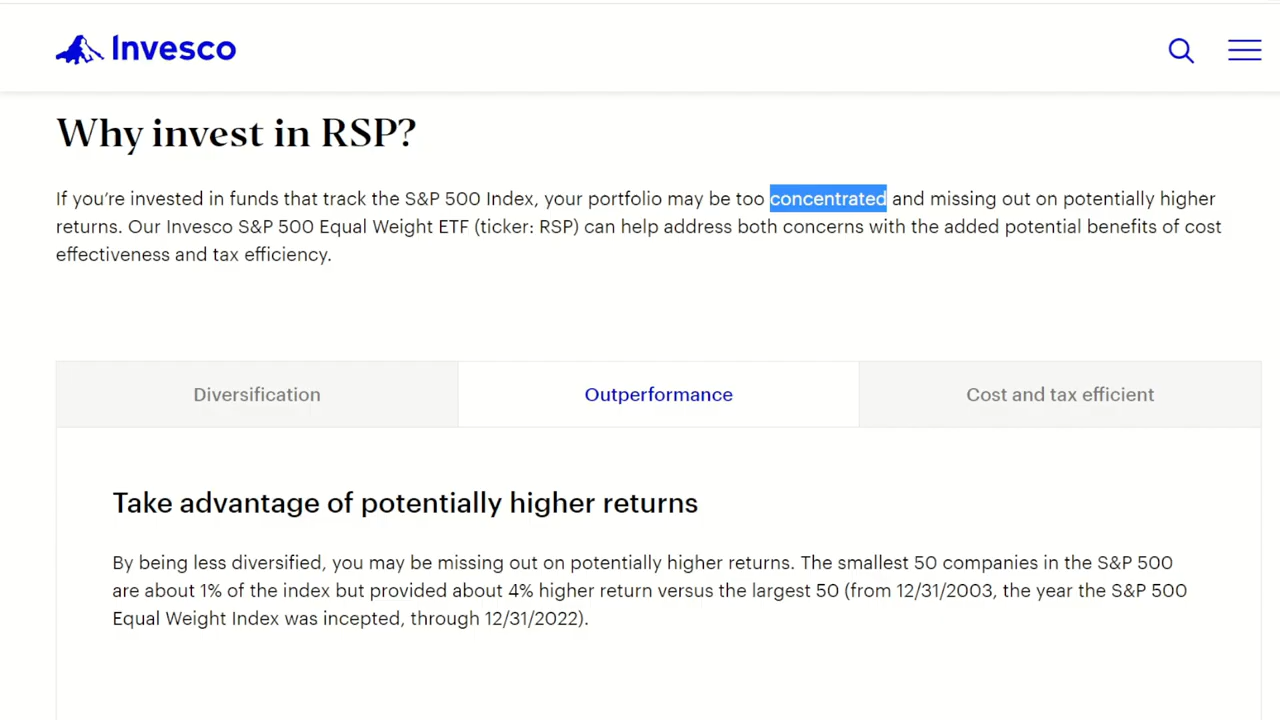 Invesco
Why invest in RSP?
If you’re invested in funds that track the S&P 500 Index, your portfolio may be too concentrated and missing out on potentially higher
returns. Our Invesco S&P 500 Equal Weight ETF (ticker: RSP) can help address both concerns with the added potential benefits of cost
effectiveness and tax efficiency.
Diversification
Outperformance
Cost and tax efficient
Take advantage of potentially higher returns
By being less diversified, you may be missing out on potentially higher returns. The smallest 50 companies in the S&P 500
are about 1% of the index but provided about 4% higher return versus the largest 50 (from 12/31/2003, the year the S&P 500
Equal Weight Index was incepted, through 12/31/2022).